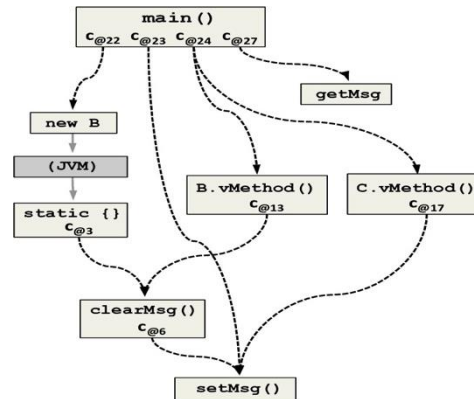 main()
c@22 c@23 c@24 c@27
getMsg
new B
(JVM)
static {}
c@3
B.vMethod()
c@13
C.vMethod()
c@17
clearMsg()
c@6
setMsg()